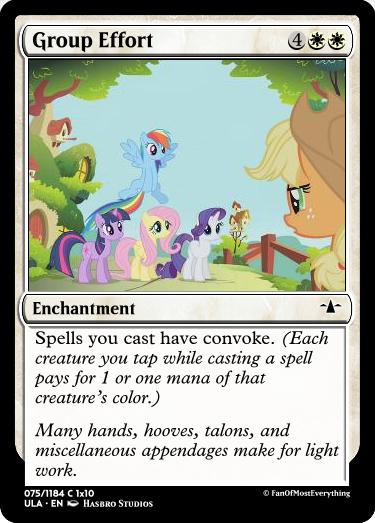 Group Effort 4
Enchantment
Spells you cast have convoke. (Each
creature you tap while casting a spell
pays for 1 or one mana of that
creature's color.)
Many hands, hooves, talons, and
miscellaneous appendages make for light
work.
075/1184 C 1x10
ULA • EN HASBRO STUDIOS
© FanOfMostEverything